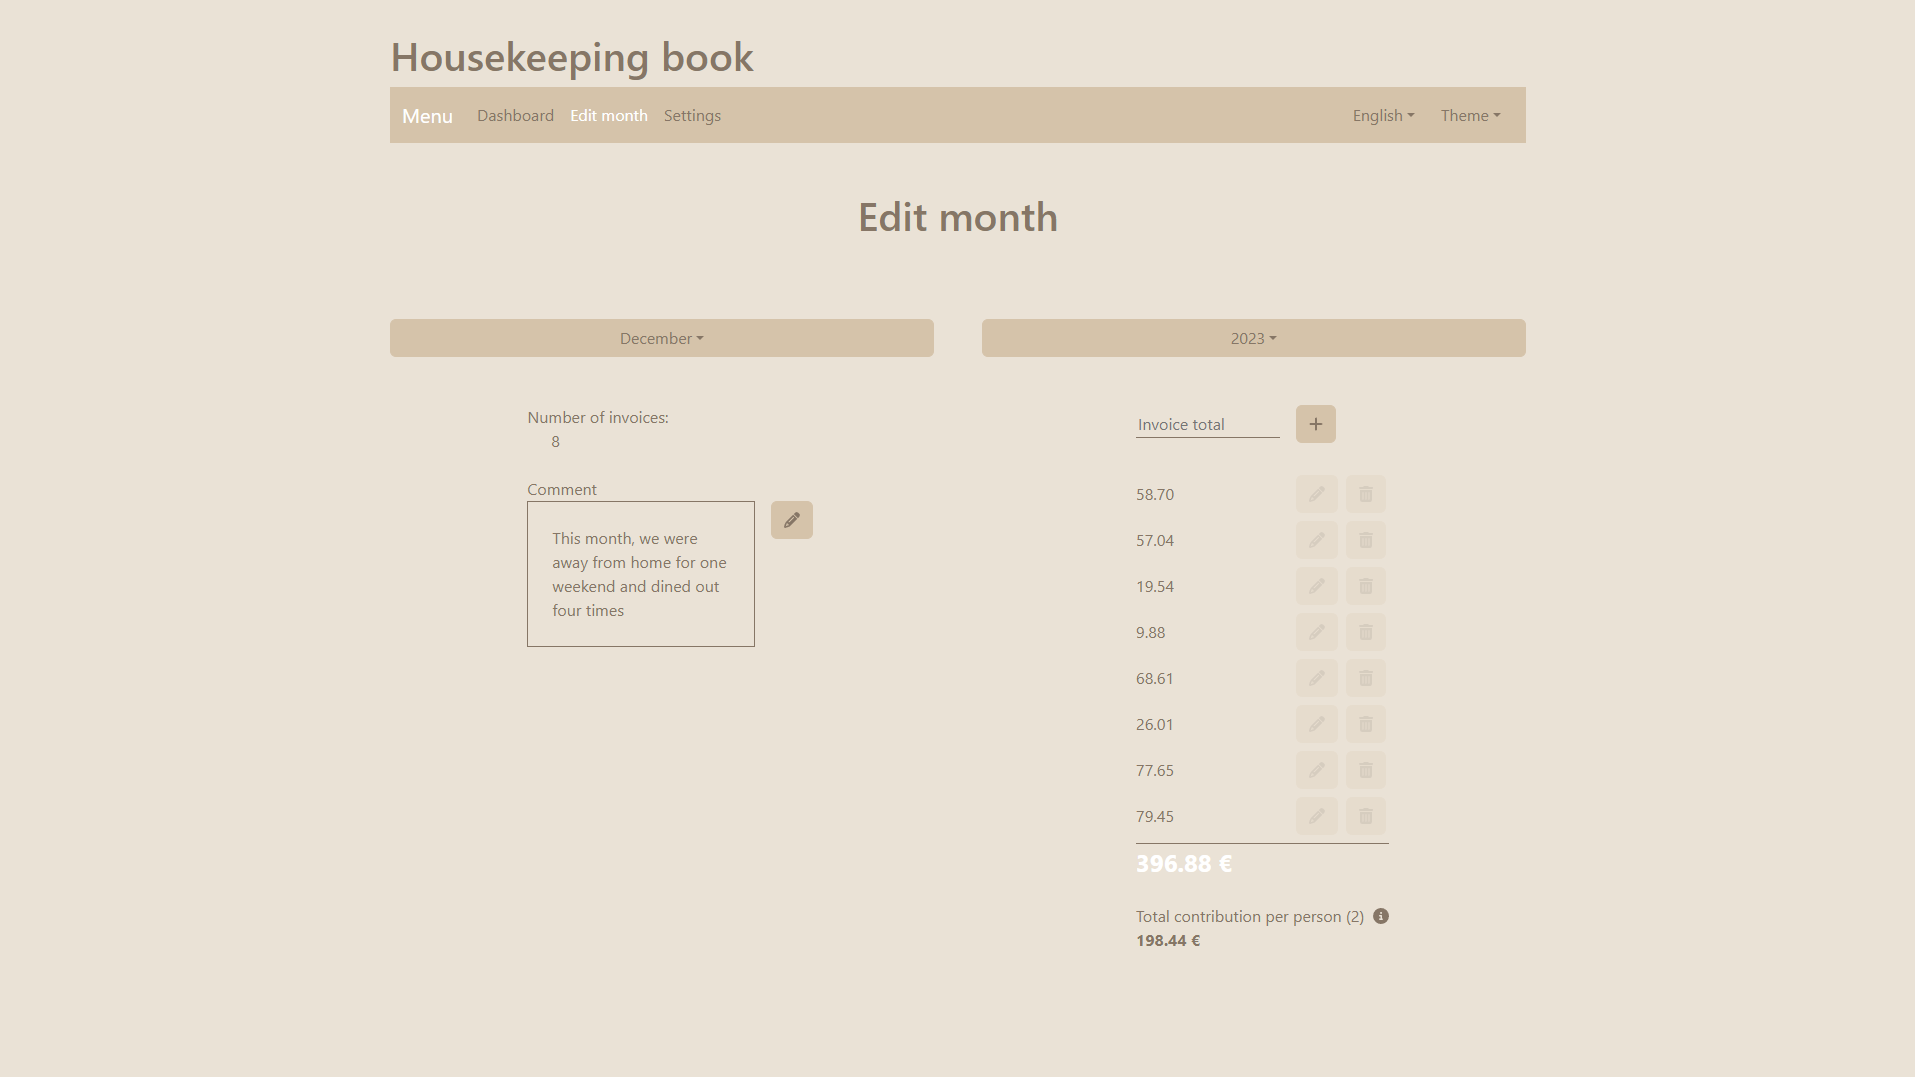 Housekeeping book
Menu Dashboard Edit month Settings English Theme
Edit month
December 2023
Number of invoices:
8
Comment
This month, we were
away from home for one
weekend and dined out
four times
Invoice total
58.70
57.04
19.54
9.88
68.61
26.01
77.65
79.45
396.88 €
Total contribution per person (2)
198.44 €